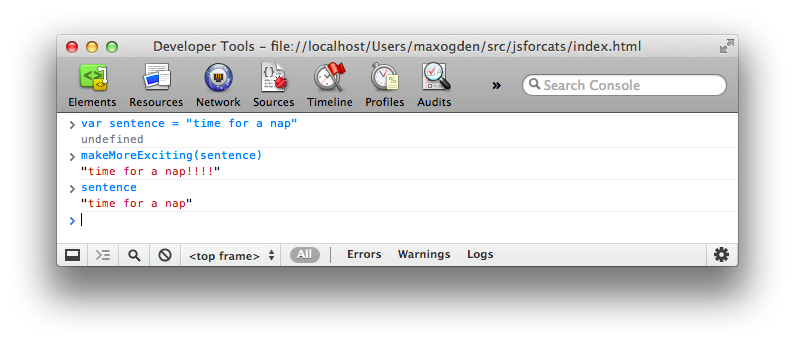 Developer Tools – file://localhost/Users/maxogden/src/jsforcats/index.html
Elements Resources Network Sources Timeline Profiles Audits » Search Console
> var sentence = "time for a nap"
undefined
> makeMoreExciting(sentence)
"time for a nap!!!!"
> sentence
"time for a nap"
>
<top frame> All Errors Warnings Logs